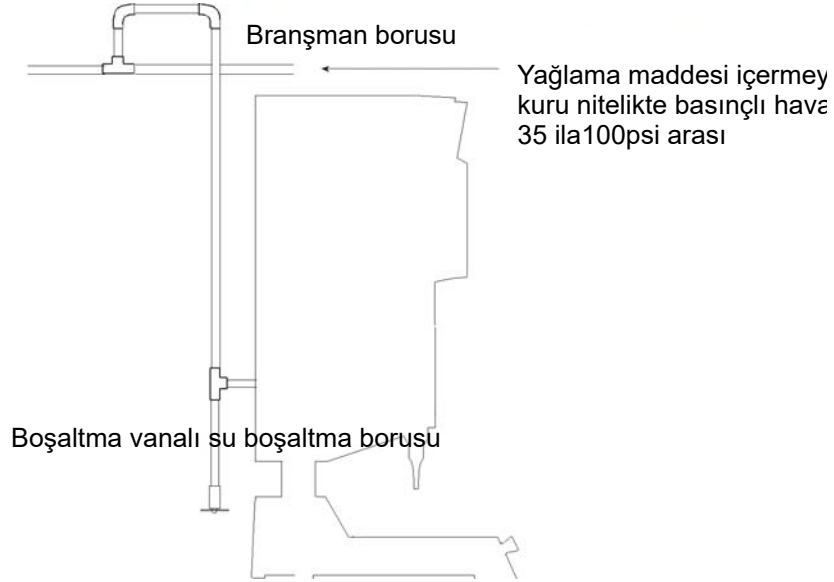 Branşman borusu
Yağlama maddesi içermey
kuru nitelikte basınçlı hava
35 ila100psi arası
Boşaltma vanalı su boşaltma borusu